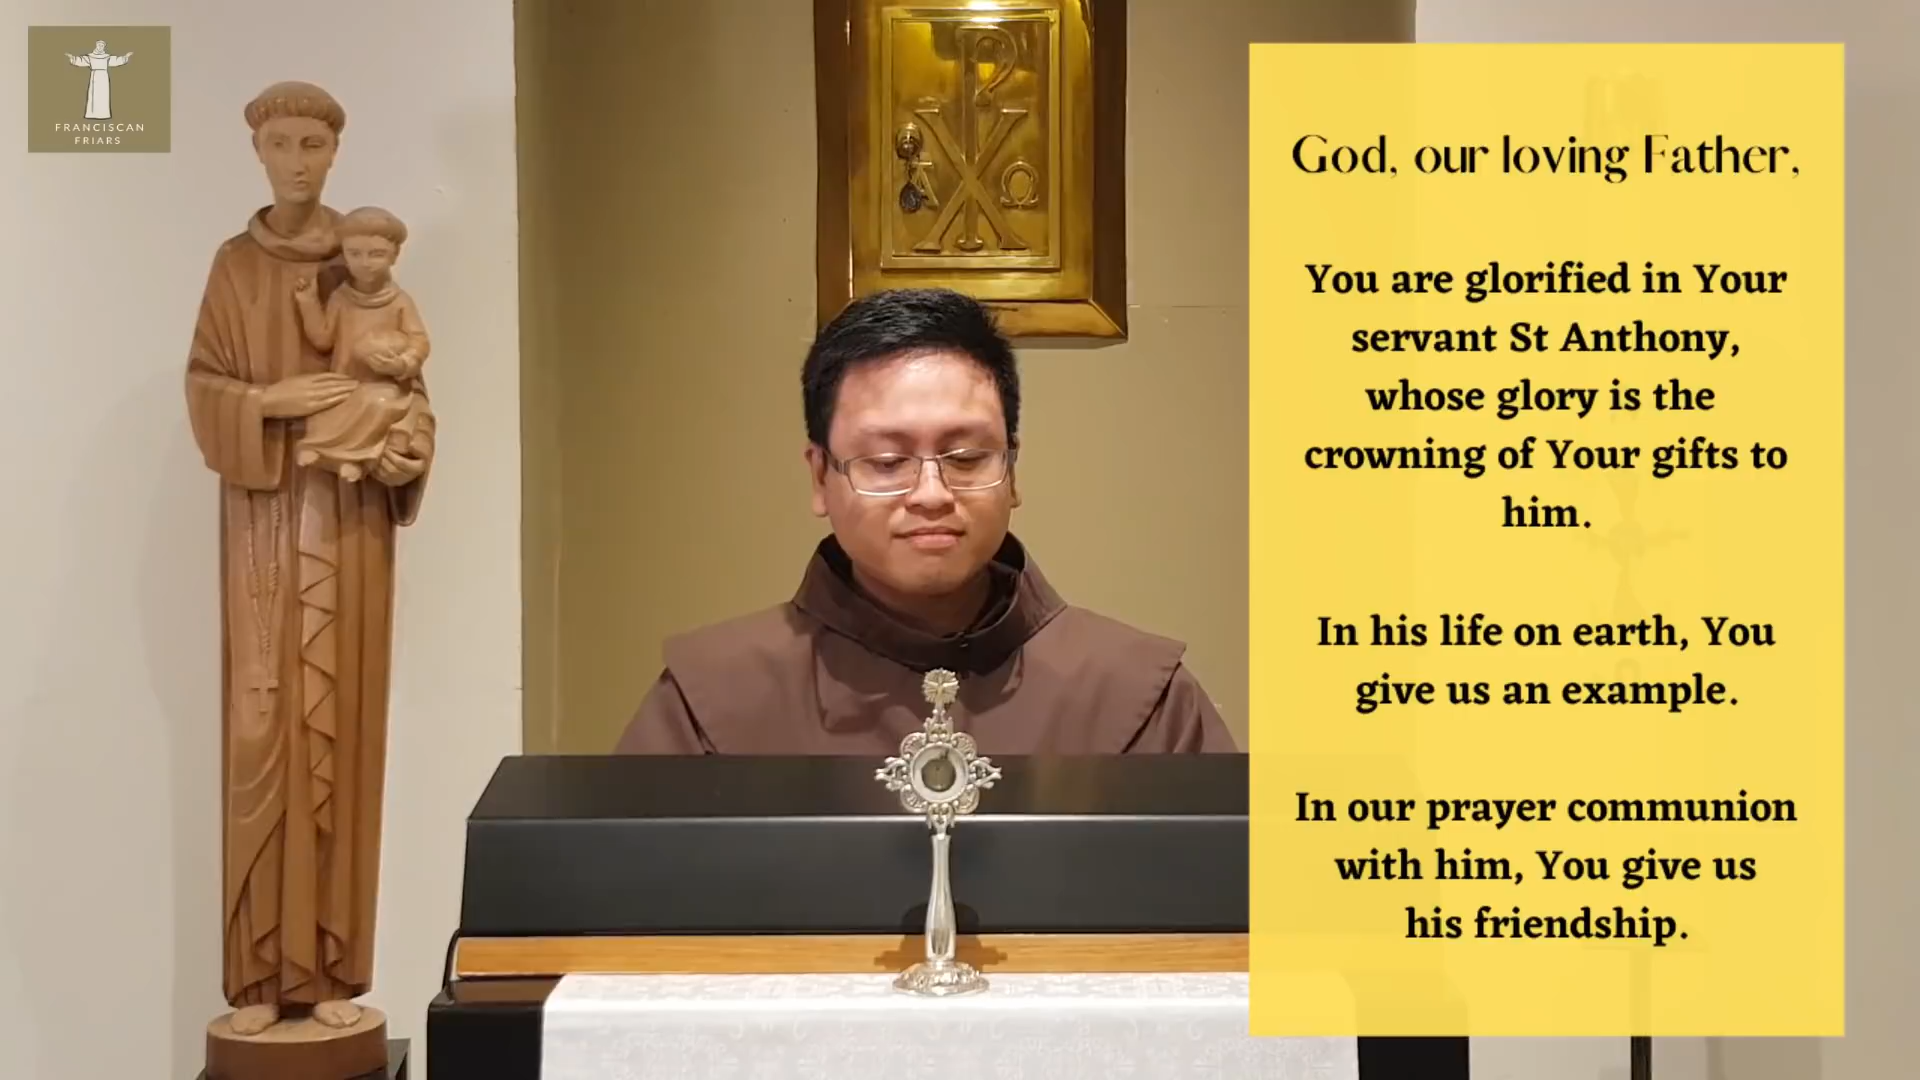 FRANCISCAN
FRIARS
God, our loving Father,
You are glorified in Your
servant St Anthony,
whose glory is the
crowning of Your gifts to
him.
In his life on earth, You
give us an example.
In our prayer communion
with him, You give us
his friendship.
Α Ω